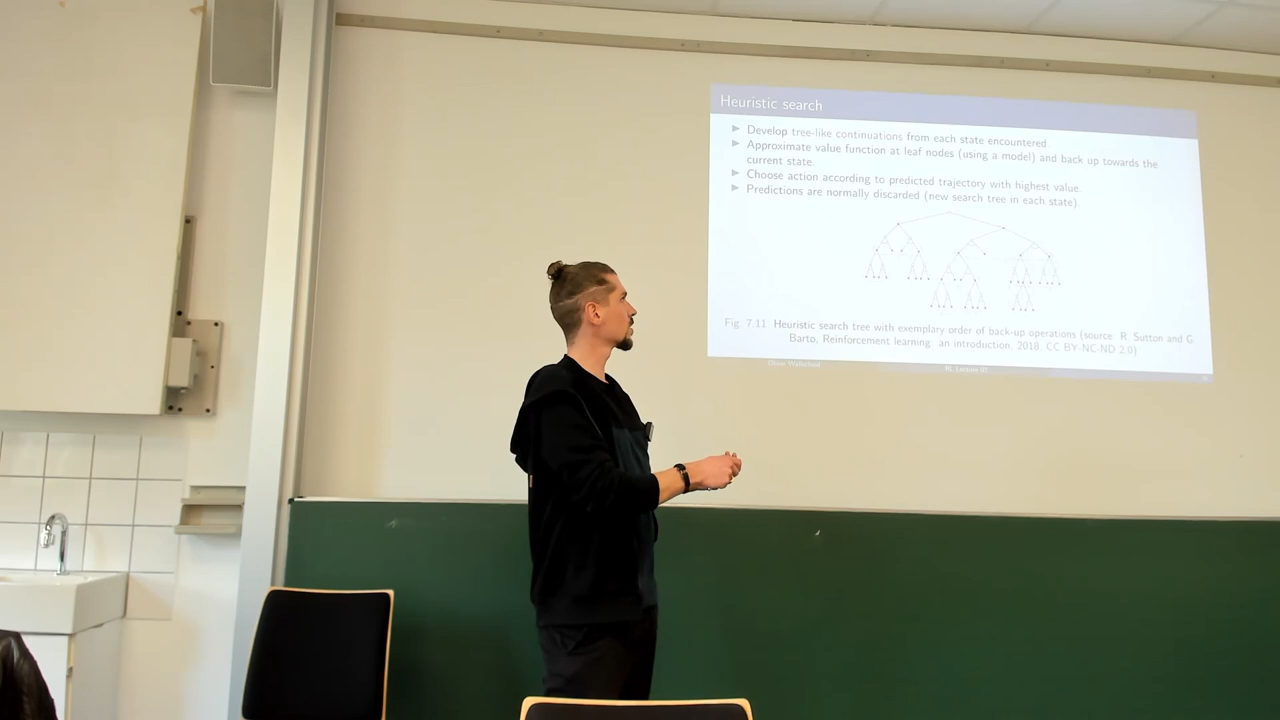 Heuristic search
Develop tree-like continuations from each state encountered.
Approximate value function at leaf nodes (using a model) and back up towards the
current state.
Choose action according to predicted trajectory with highest value.
Predictions are normally discarded (new search tree in each state).
Fig. 7.11: Heuristic search tree with exemplary order of back-up operations (source: R. Sutton and G.
Barto, Reinforcement learning: an introduction, 2018, CC BY-NC-ND 2.0)
Oliver Wallscheid